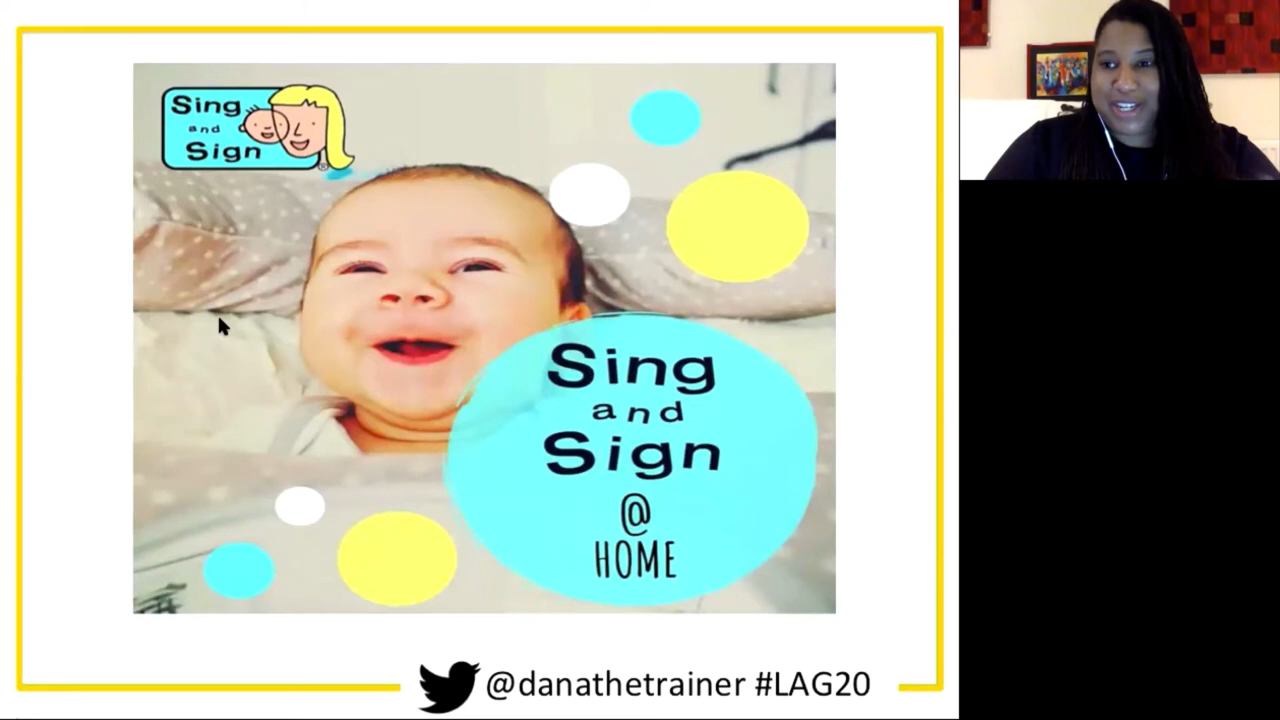 Sing
and
Sign
®
Sing
and
Sign
@
HOME
@danathetrainer #LAG20